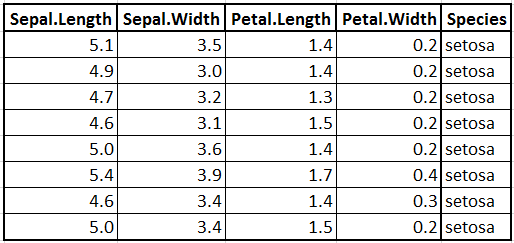 Sepal.Length Sepal.Width Petal.Length Petal.Width Species
5.1 3.5 1.4 0.2 setosa
4.9 3.0 1.4 0.2 setosa
4.7 3.2 1.3 0.2 setosa
4.6 3.1 1.5 0.2 setosa
5.0 3.6 1.4 0.2 setosa
5.4 3.9 1.7 0.4 setosa
4.6 3.4 1.4 0.3 setosa
5.0 3.4 1.5 0.2 setosa